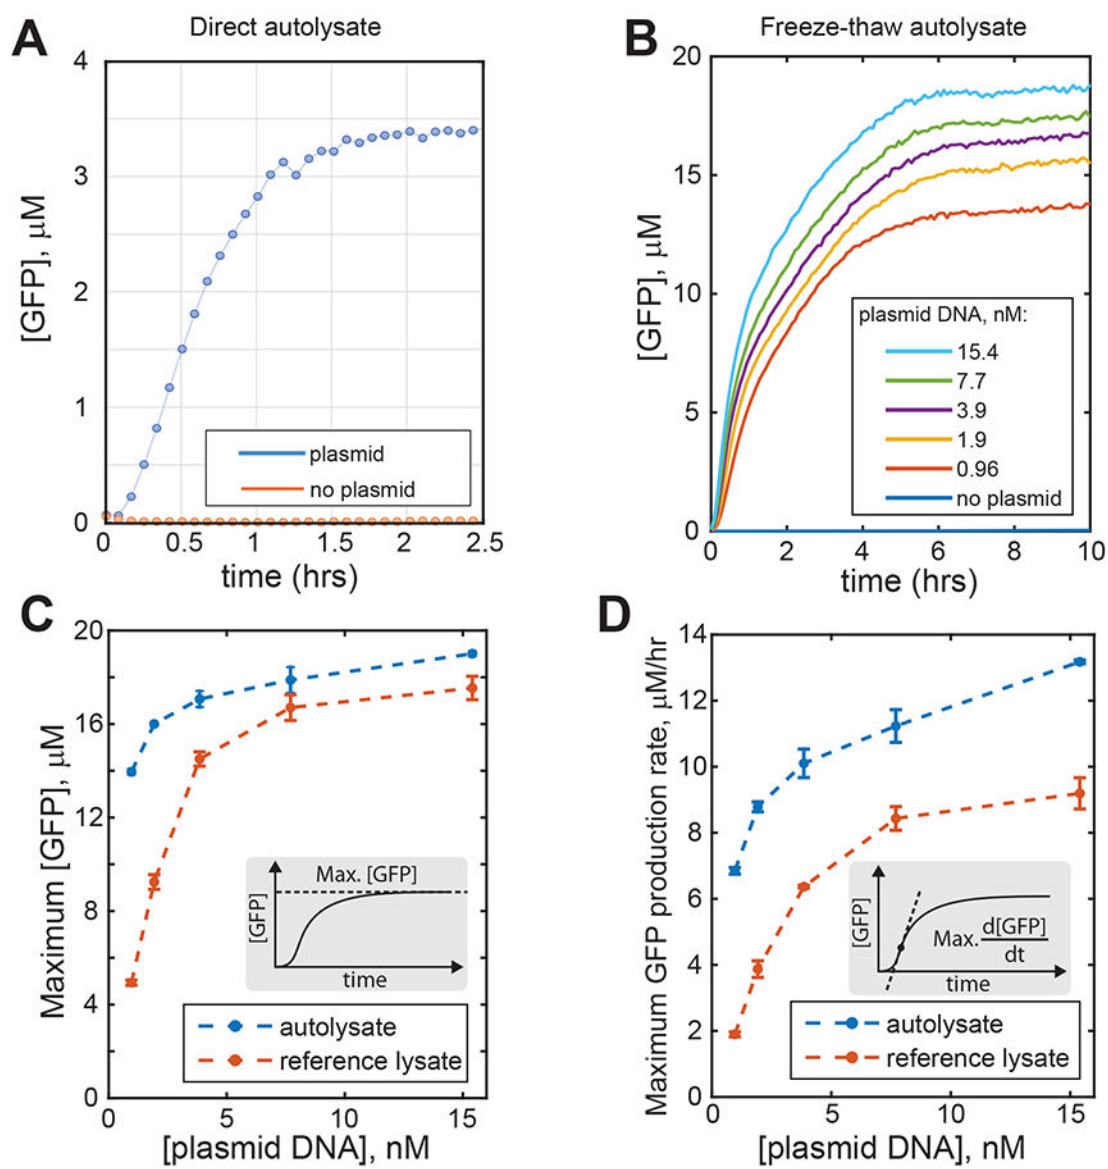 A
Direct autolysate
4
3
2
1
0
[GFP], μM
plasmid
no plasmid
0
0.5
1
1.5
2
2.5
time (hrs)
B
Freeze-thaw autolysate
20
15
10
5
0
[GFP], μM
plasmid DNA, nM:
15.4
7.7
3.9
1.9
0.96
no plasmid
0
2
4
6
8
10
time (hrs)
C
20
16
12
8
4
0
Maximum [GFP], μM
Max. [GFP]
[GFP]
time
autolysate
reference lysate
0
5
10
15
[plasmid DNA], nM
D
14
12
10
8
6
4
2
0
Maximum GFP production rate, μM/hr
[GFP]
Max. d[GFP]
dt
time
autolysate
reference lysate
0
5
10
15
[plasmid DNA], nM